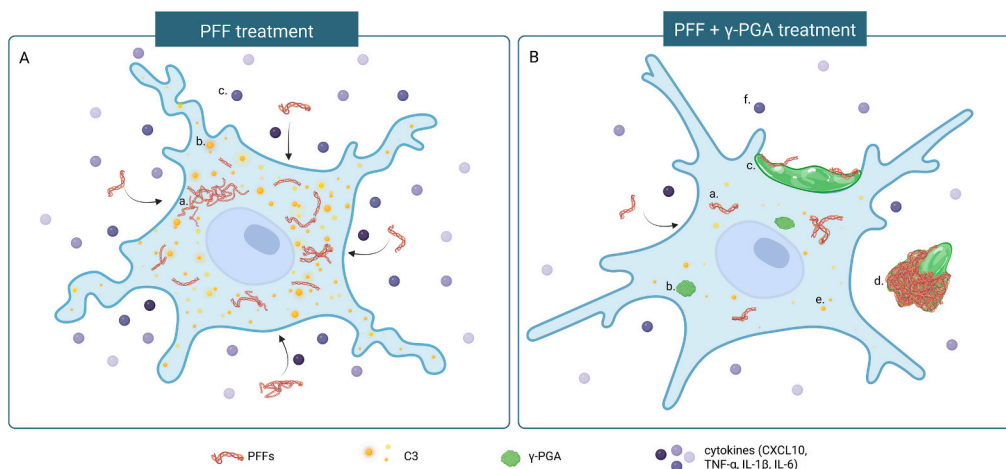 PFF treatment
PFF + γ-PGA treatment
A
c.
b.
a.
B
f.
c.
a.
b.
d.
e.
PFFs
C3
γ-PGA
cytokines (CXCL10,
TNF-α, IL-1β, IL-6)